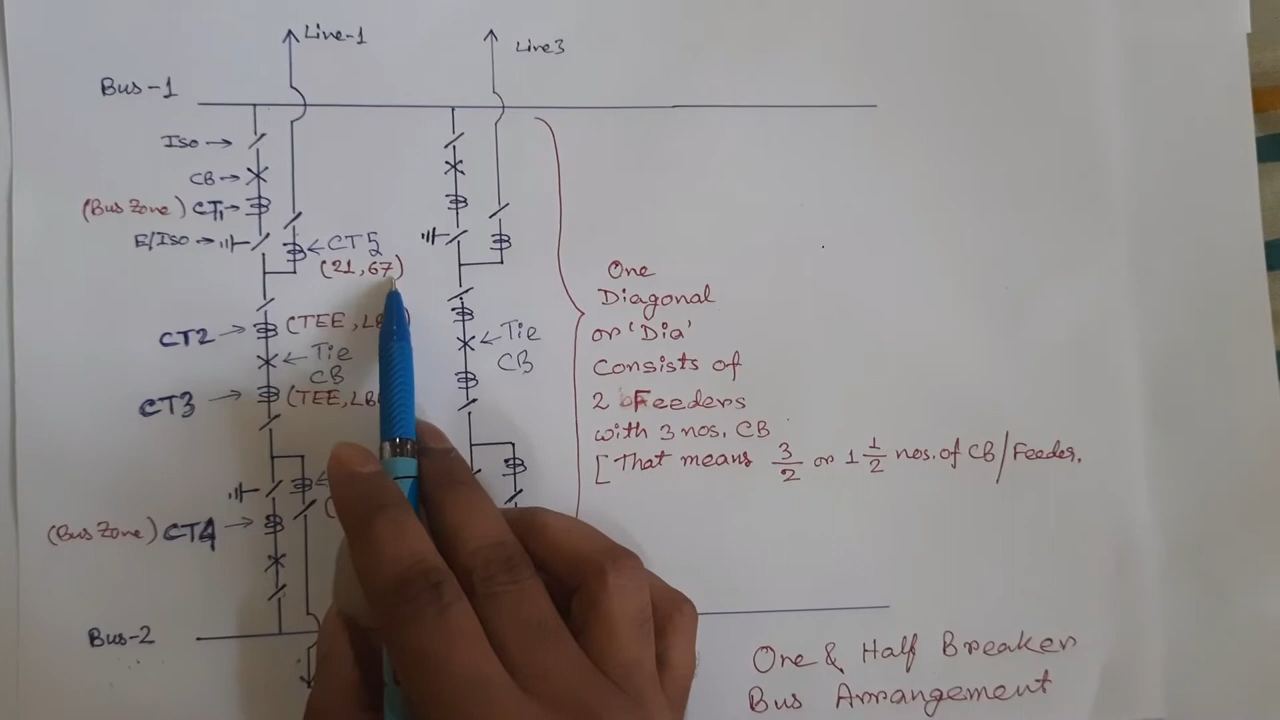 Line-1
Line3
Bus-1
Iso →
CB →
(Bus Zone) CT1 →
E/Iso →
← CT5
(21, 67)
CT2 → (TEE,
← Tie
CB
CT3 → (TEE,
← Tie
CB
(Bus Zone) CT4 →
Bus-2
One
Diagonal
or 'Dia'
Consists of
2 Feeders
with 3 nos. CB
[That means 3/2 or 1 1/2 nos. of CB/Feeder.
One & Half Breaker
Bus Arrangement